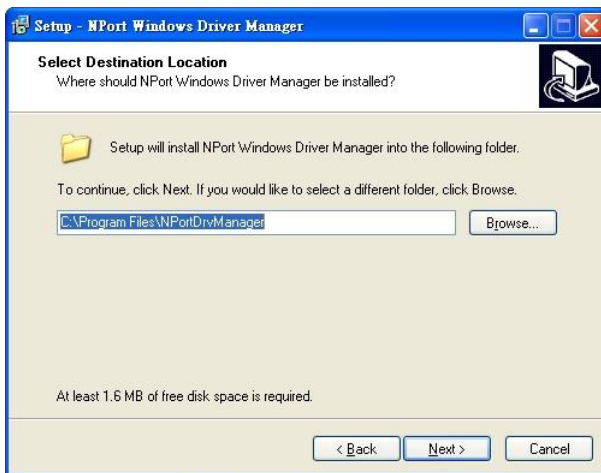 Setup - NPort Windows Driver Manager
Select Destination Location
Where should NPort Windows Driver Manager be installed?
Setup will install NPort Windows Driver Manager into the following folder.
To continue, click Next. If you would like to select a different folder, click Browse.
C:\Program Files\NPortDrvManager
Browse...
At least 1.6 MB of free disk space is required.
< Back
Next >
Cancel